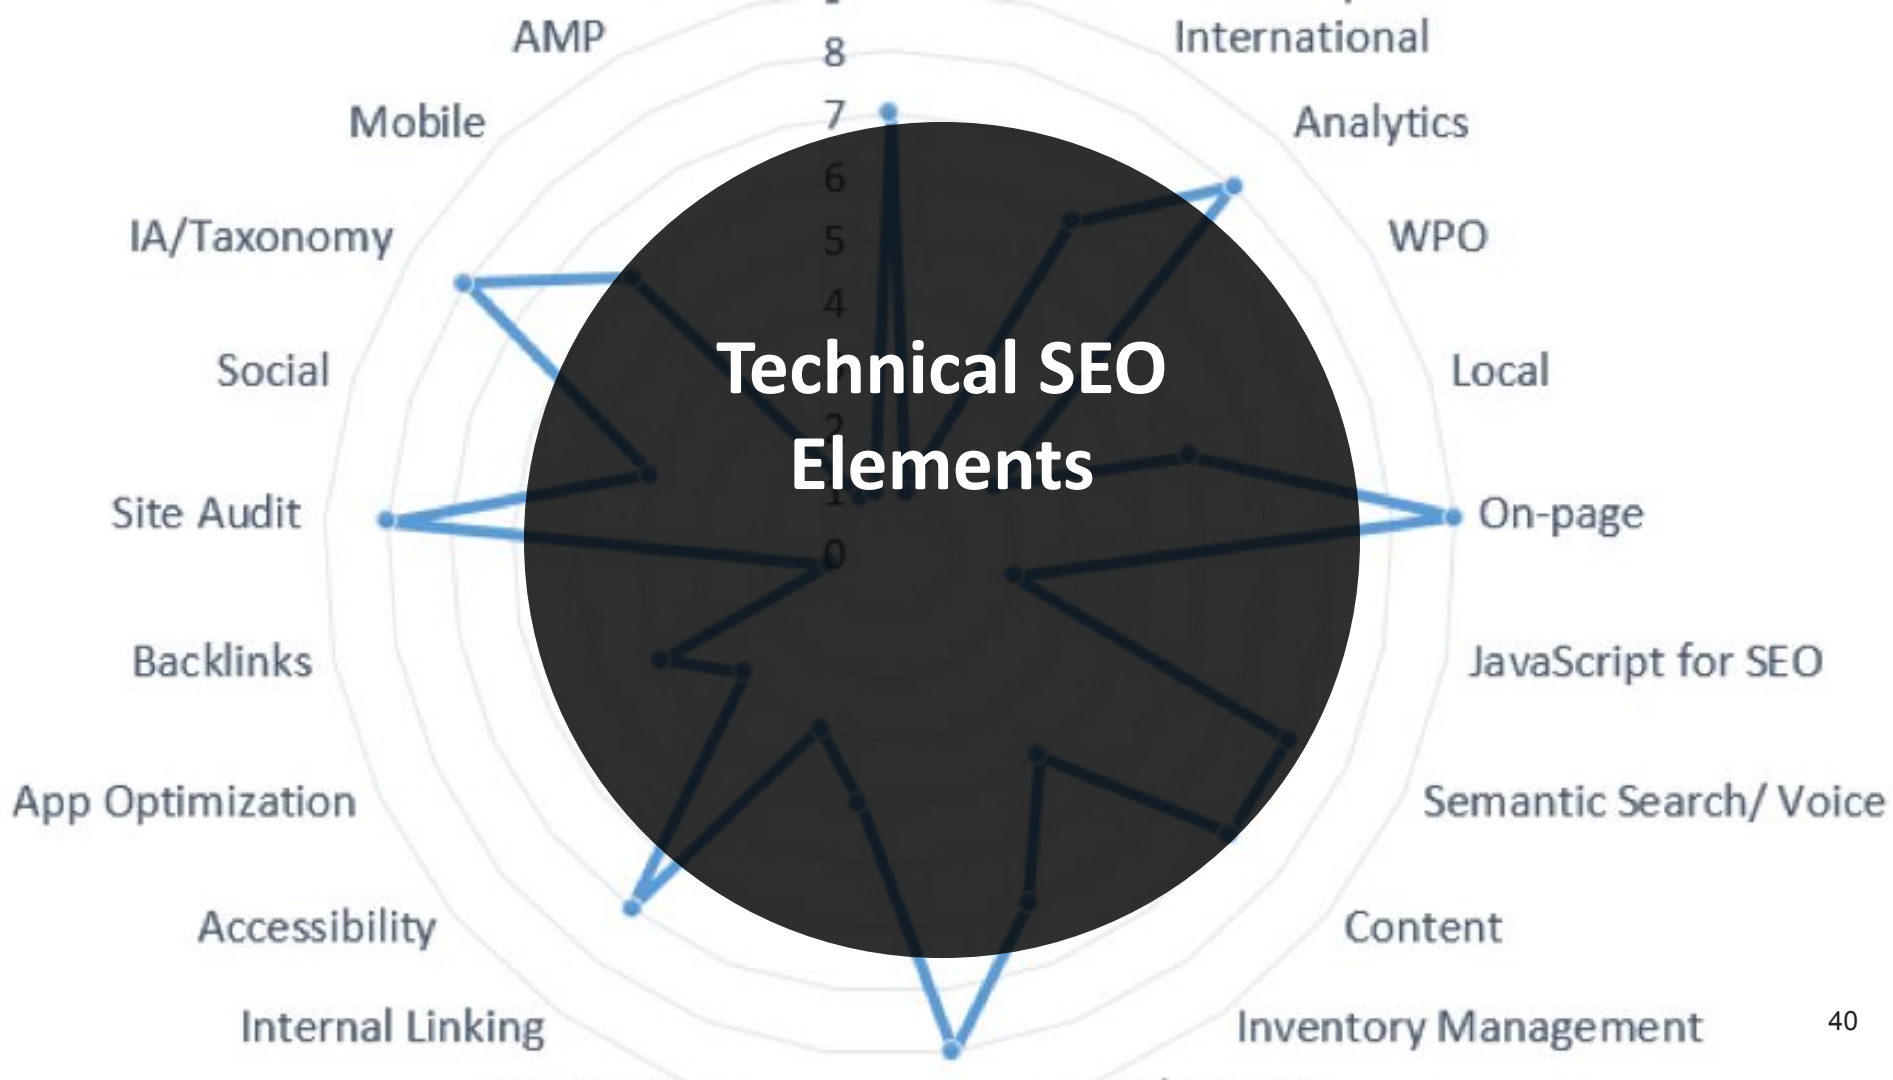 AMP
8
International
Mobile
7
Analytics
6
IA/Taxonomy
5
WPO
4
Social
Technical SEO
Local
2
Elements
1
Site Audit
On-page
0
Backlinks
JavaScript for SEO
App Optimization
Semantic Search/ Voice
Accessibility
Content
Internal Linking
Inventory Management
40